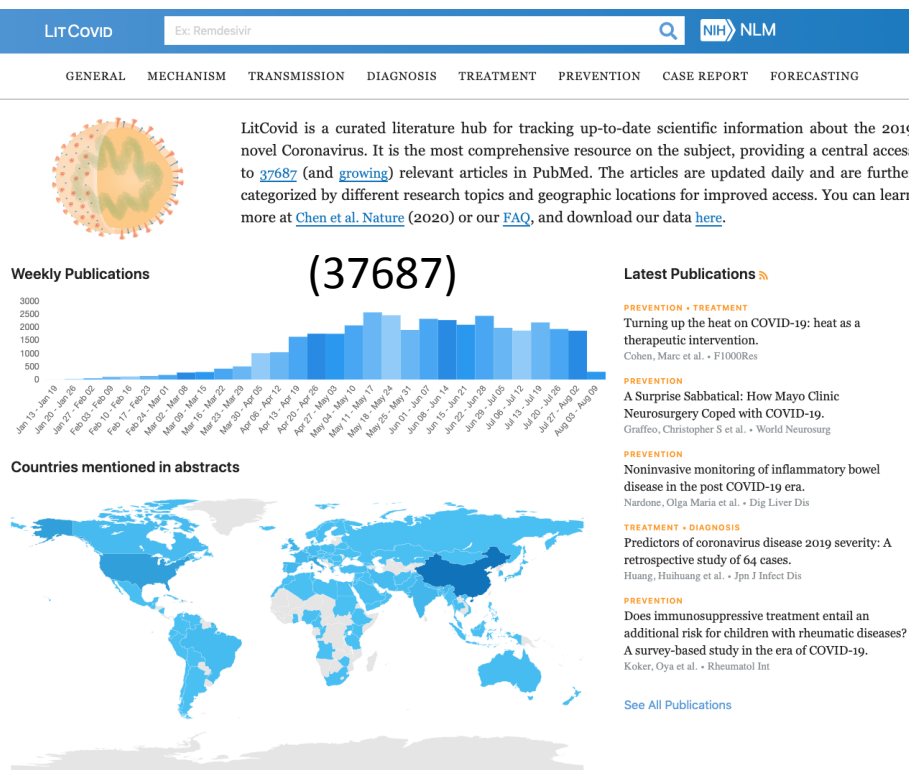 LitCovid
Ex: Remdesivir
NIH NLM
GENERAL MECHANISM TRANSMISSION DIAGNOSIS TREATMENT PREVENTION CASE REPORT FORECASTING
LitCovid is a curated literature hub for tracking up-to-date scientific information about the 2019
novel Coronavirus. It is the most comprehensive resource on the subject, providing a central access
to 37687 (and growing) relevant articles in PubMed. The articles are updated daily and are further
categorized by different research topics and geographic locations for improved access. You can learn
more at Chen et al. Nature (2020) or our FAQ, and download our data here.
Weekly Publications
(37687)
3000
2500
2000
1500
1000
500
0
Jan 13 - Jan 19
Jan 20 - Jan 26
Jan 27 - Feb 02
Feb 03 - Feb 09
Feb 10 - Feb 16
Feb 17 - Feb 23
Feb 24 - Mar 01
Mar 02 - Mar 08
Mar 09 - Mar 15
Mar 16 - Mar 22
Mar 23 - Mar 29
Mar 30 - Apr 05
Apr 06 - Apr 12
Apr 13 - Apr 19
Apr 20 - Apr 26
Apr 27 - May 03
May 04 - May 10
May 11 - May 17
May 18 - May 24
May 25 - May 31
Jun 01 - Jun 07
Jun 08 - Jun 14
Jun 15 - Jun 21
Jun 22 - Jun 28
Jun 29 - Jul 05
Jul 06 - Jul 12
Jul 13 - Jul 19
Jul 20 - Jul 26
Jul 27 - Aug 02
Aug 03 - Aug 09
Countries mentioned in abstracts
Latest Publications
PREVENTION • TREATMENT
Turning up the heat on COVID-19: heat as a
therapeutic intervention.
Cohen, Marc et al. • F1000Res
PREVENTION
A Surprise Sabbatical: How Mayo Clinic
Neurosurgery Coped with COVID-19.
Graffeo, Christopher S et al. • World Neurosurg
PREVENTION
Noninvasive monitoring of inflammatory bowel
disease in the post COVID-19 era.
Nardone, Olga Maria et al. • Dig Liver Dis
TREATMENT • DIAGNOSIS
Predictors of coronavirus disease 2019 severity: A
retrospective study of 64 cases.
Huang, Huihuang et al. • Jpn J Infect Dis
PREVENTION
Does immunosuppressive treatment entail an
additional risk for children with rheumatic diseases?
A survey-based study in the era of COVID-19.
Koker, Oya et al. • Rheumatol Int
See All Publications